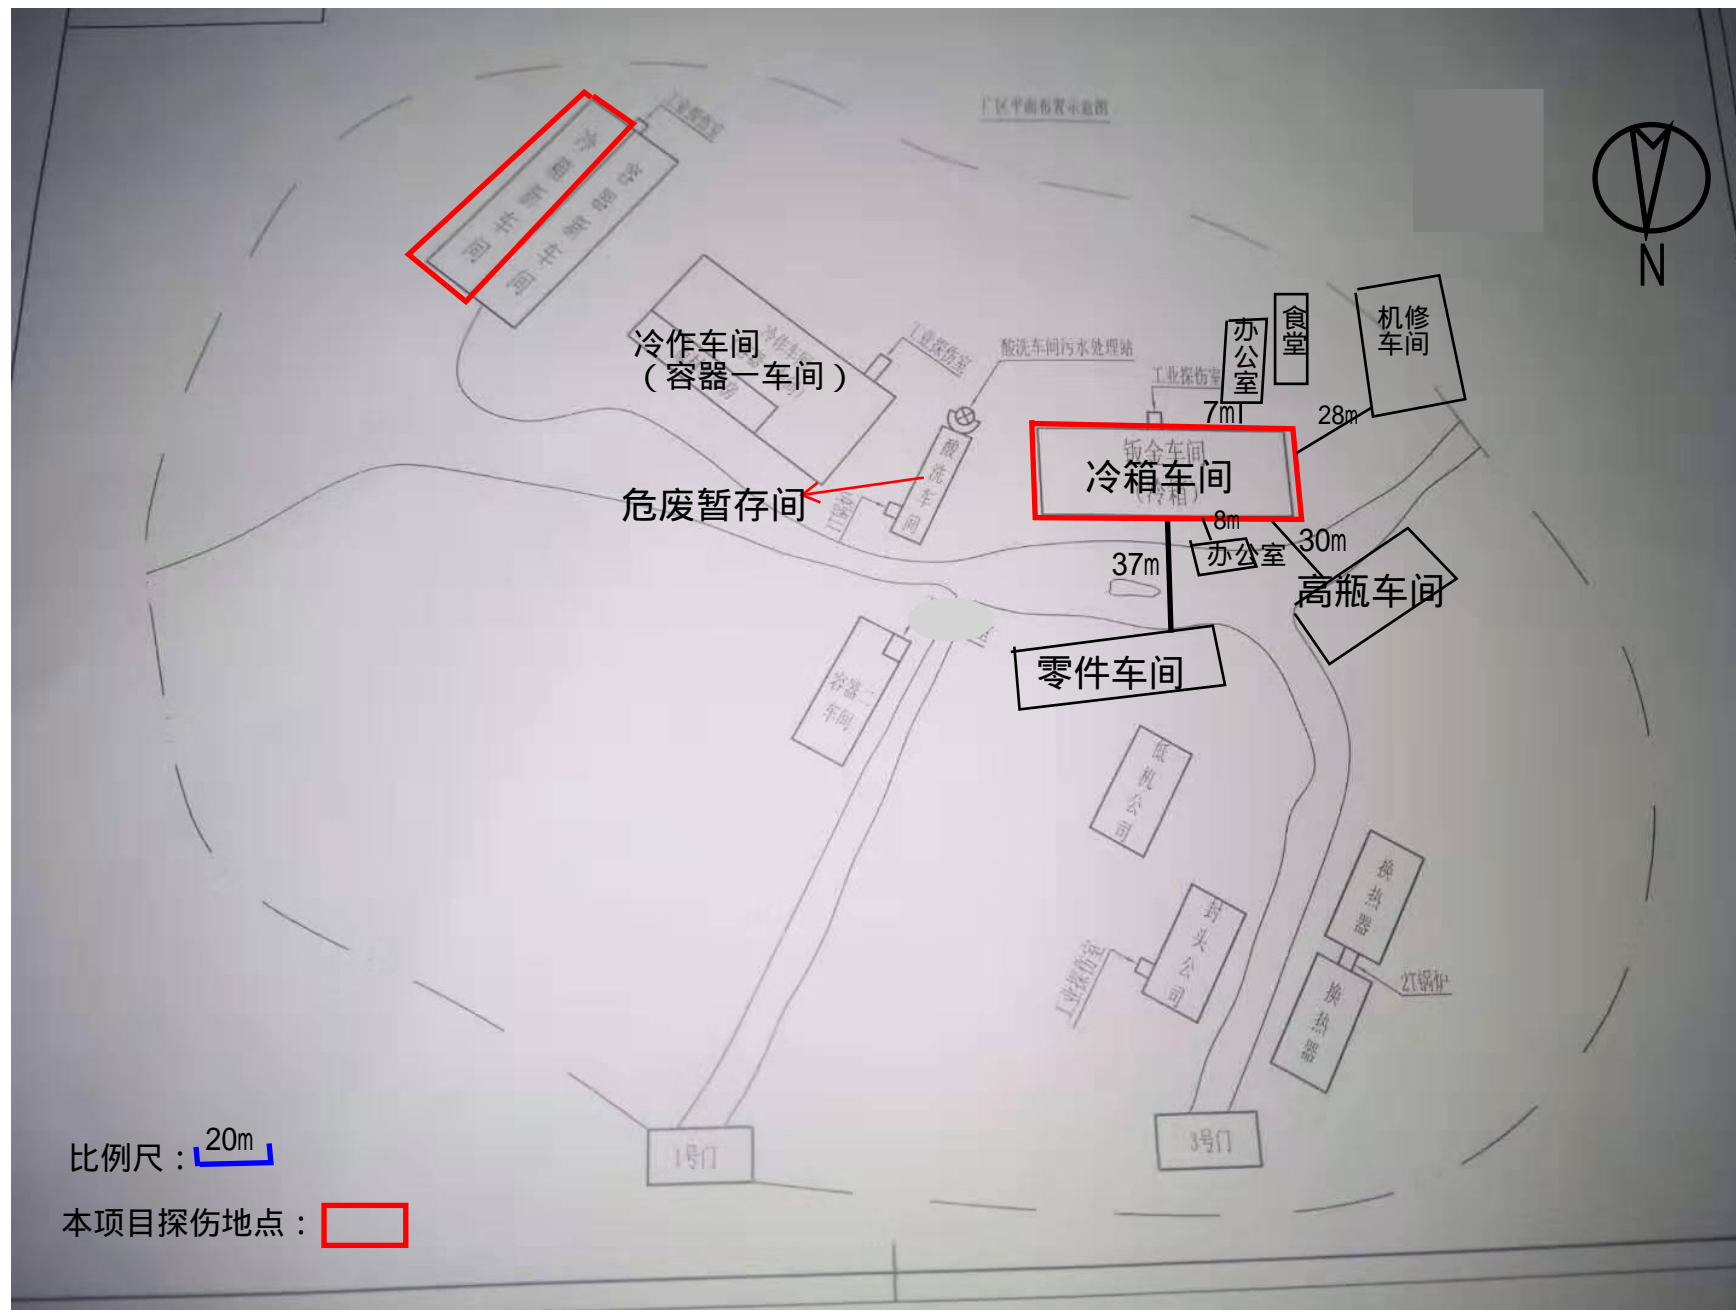 厂区平面布置示意图
工业探伤室
N
冷作车间
（容器一车间）
工业探伤室
酸洗车间污水处理站
工业探伤室
办公室
食堂
机修
车间
7m
28m
钣金车间
冷箱车间
（冷箱）
酸洗车间
危废暂存间
8m
办公室
30m
37m
高瓶车间
零件车间
容器二
车间
低机公司
封头公司
工业探伤室
换热器
换热器
2T锅炉
1号门
3号门
比例尺：
20m
本项目探伤地点：